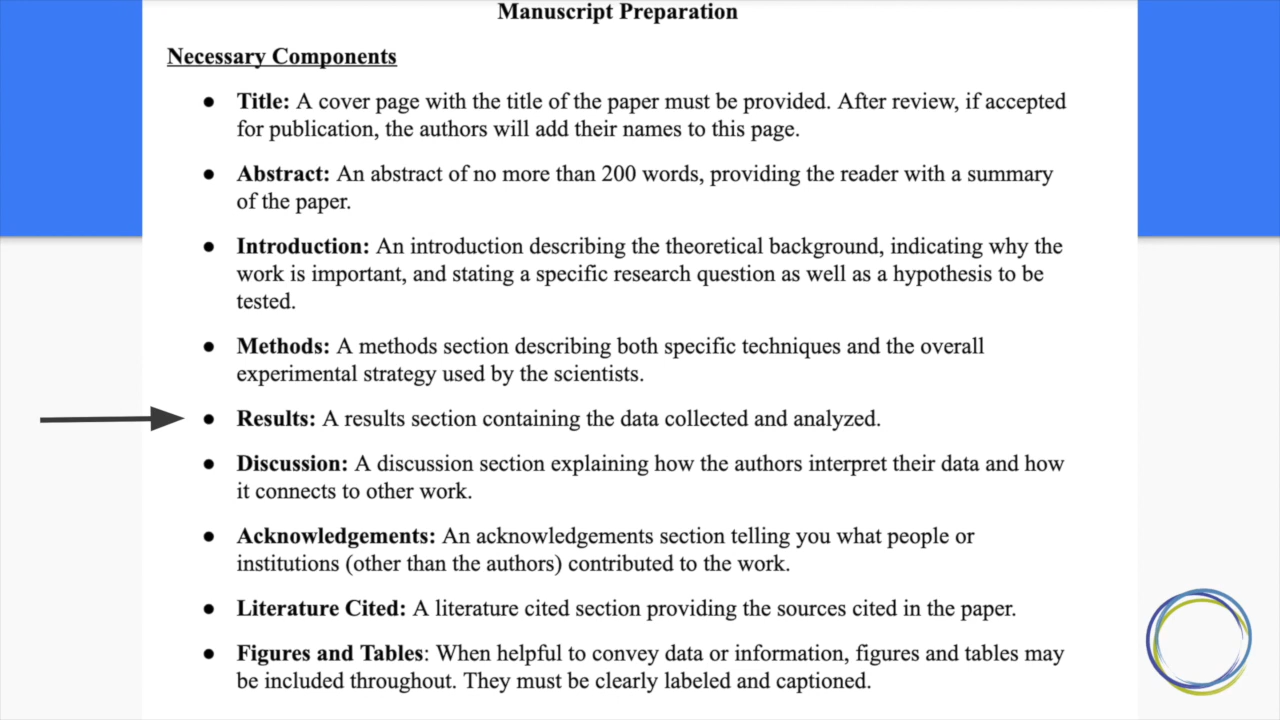 Manuscript Preparation
Necessary Components
● Title: A cover page with the title of the paper must be provided. After review, if accepted
for publication, the authors will add their names to this page.
● Abstract: An abstract of no more than 200 words, providing the reader with a summary
of the paper.
● Introduction: An introduction describing the theoretical background, indicating why the
work is important, and stating a specific research question as well as a hypothesis to be
tested.
● Methods: A methods section describing both specific techniques and the overall
experimental strategy used by the scientists.
● Results: A results section containing the data collected and analyzed.
● Discussion: A discussion section explaining how the authors interpret their data and how
it connects to other work.
● Acknowledgements: An acknowledgements section telling you what people or
institutions (other than the authors) contributed to the work.
● Literature Cited: A literature cited section providing the sources cited in the paper.
● Figures and Tables: When helpful to convey data or information, figures and tables may
be included throughout. They must be clearly labeled and captioned.